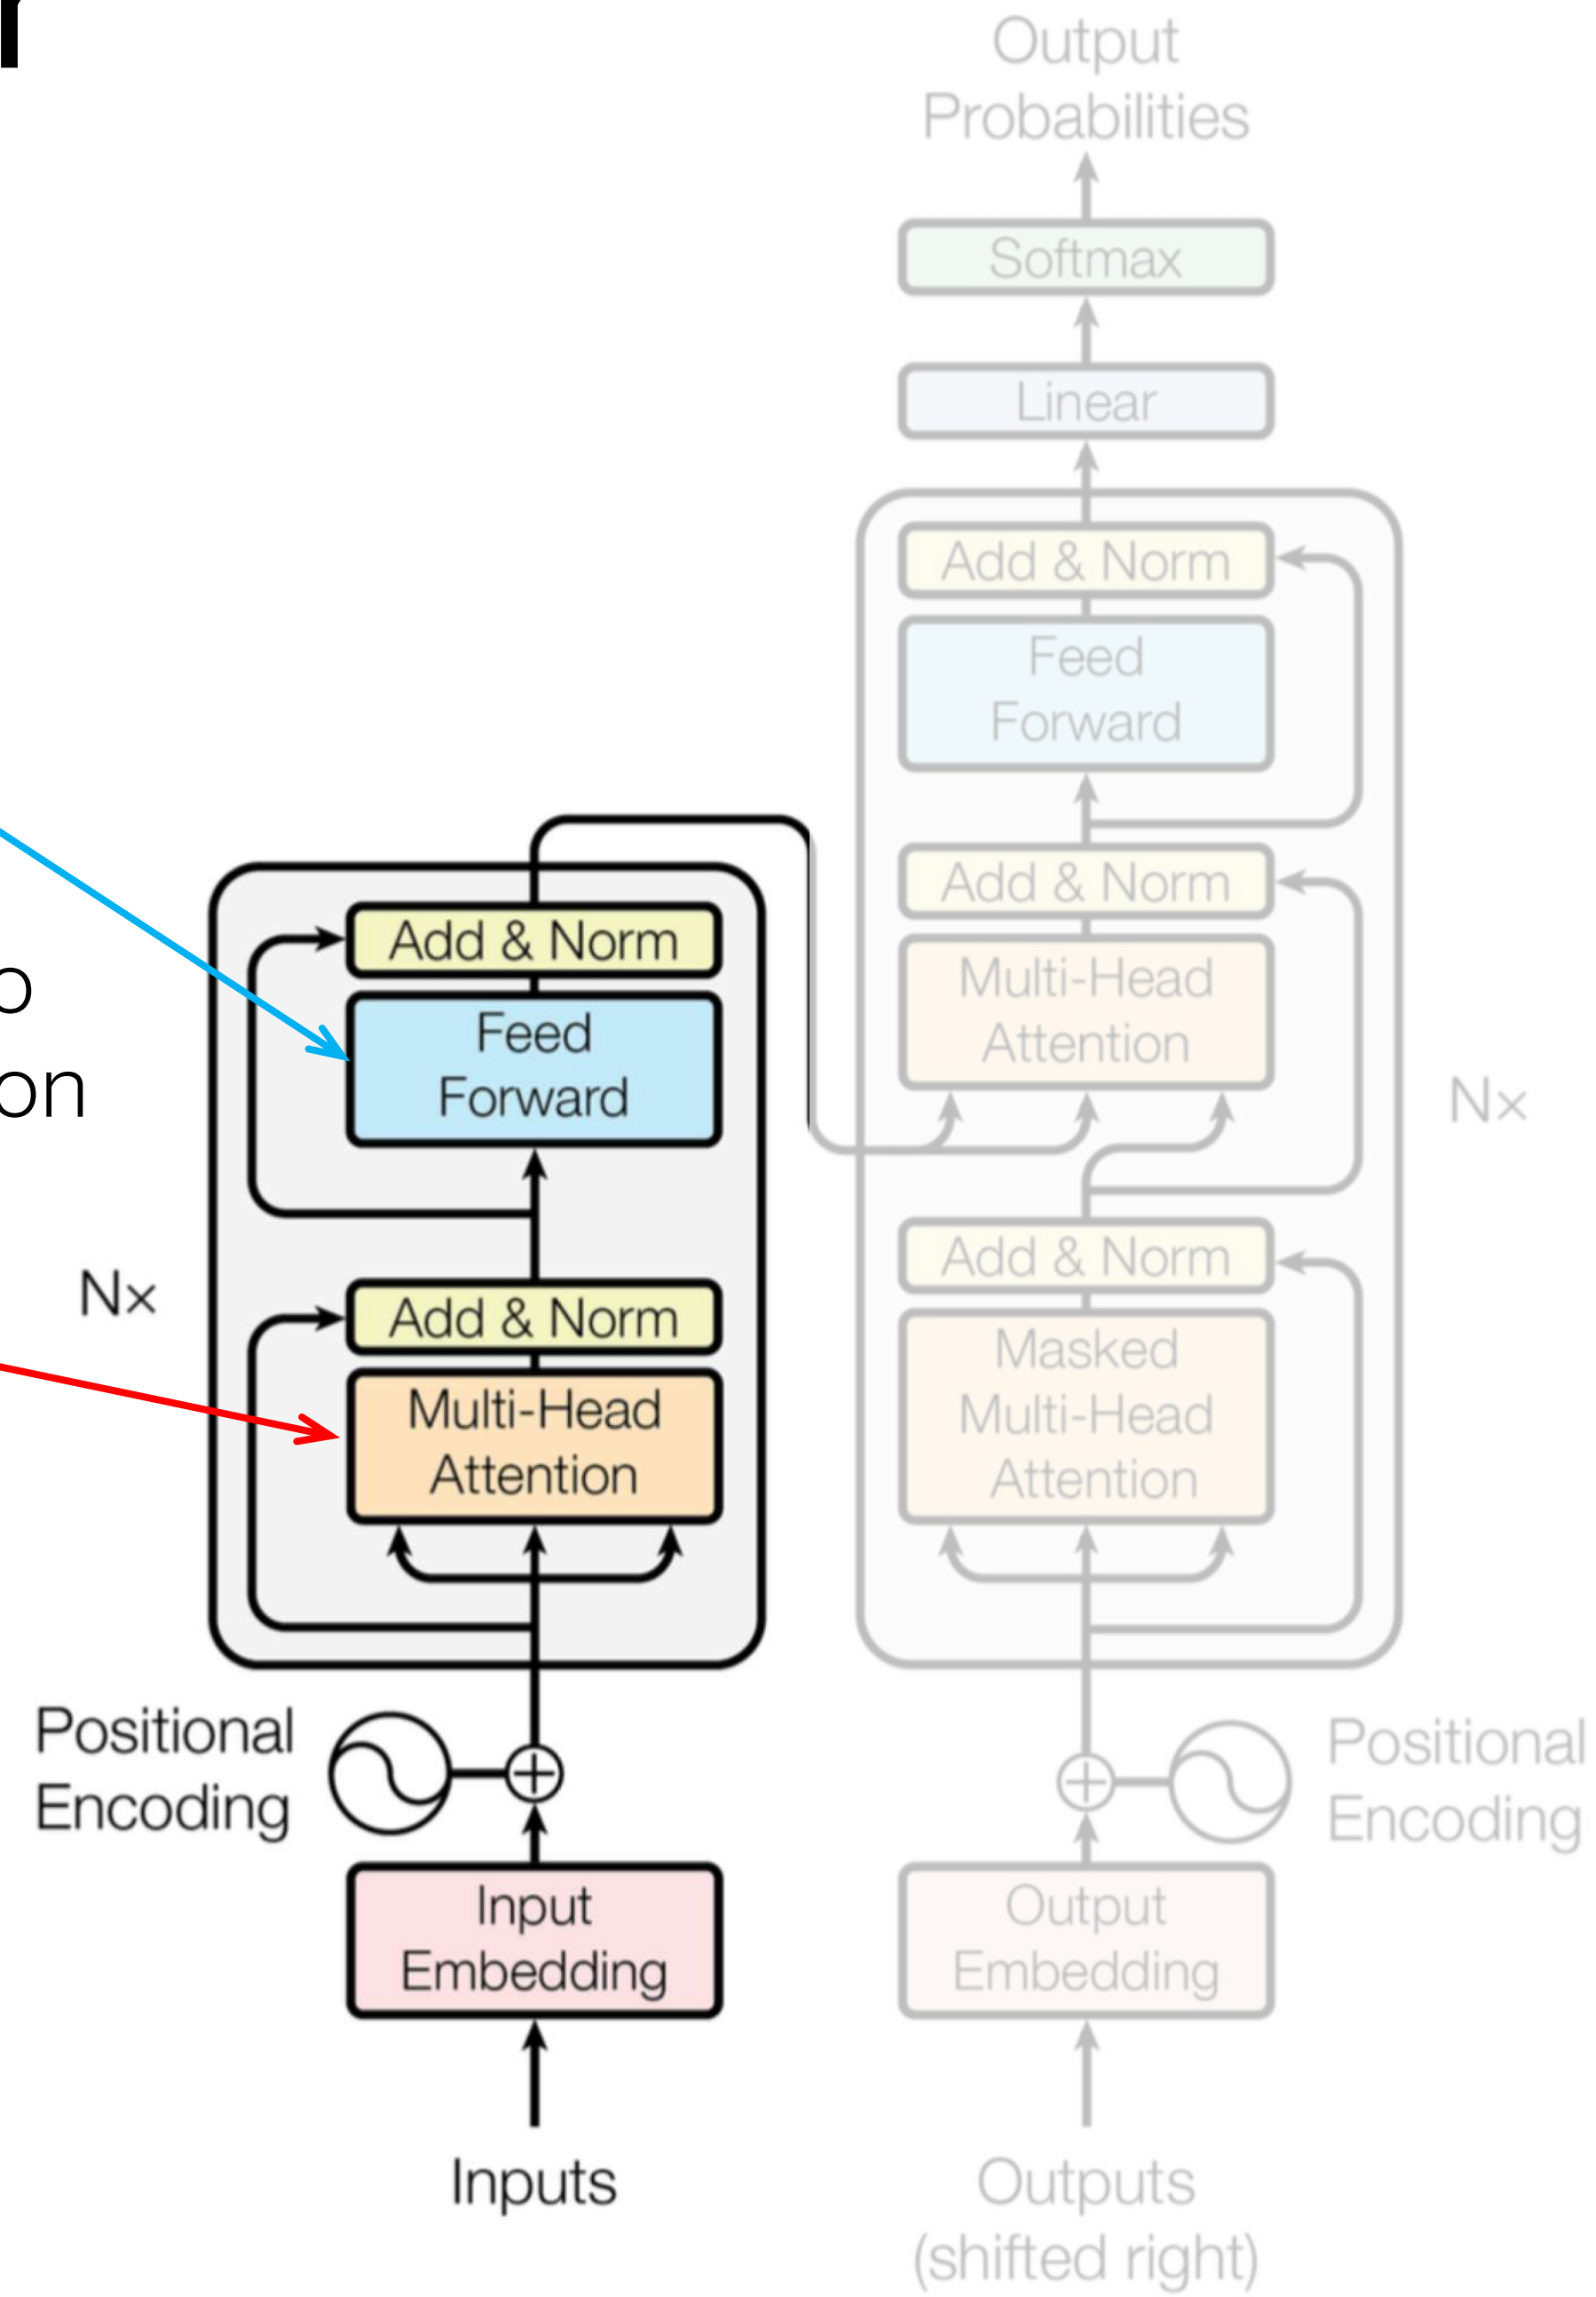 Output
Probabilities
Softmax
Linear
Add & Norm
Feed
Forward
Add & Norm
Multi-Head
Attention
N×
Add & Norm
Masked
Multi-Head
Attention
Positional
Encoding
Output
Embedding
Outputs
(shifted right)
Add & Norm
Feed
Forward
on
N×
Add & Norm
Multi-Head
Attention
Positional
Encoding
Input
Embedding
Inputs